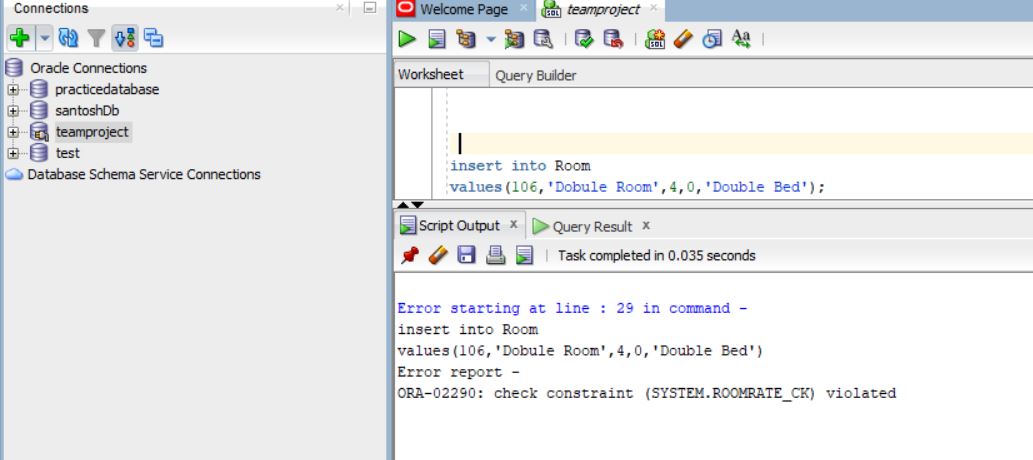 Connections
Oracle Connections
practicedatabase
santoshDb
teamproject
test
Database Schema Service Connections
Welcome Page
teamproject
SQL
Aa
Worksheet
Query Builder
insert into Room
values(106,'Dobule Room',4,0,'Double Bed');
Script Output x
Query Result x
Task completed in 0.035 seconds
Error starting at line : 29 in command -
insert into Room
values(106,'Dobule Room',4,0,'Double Bed')
Error report -
ORA-02290: check constraint (SYSTEM.ROOMRATE_CK) violated